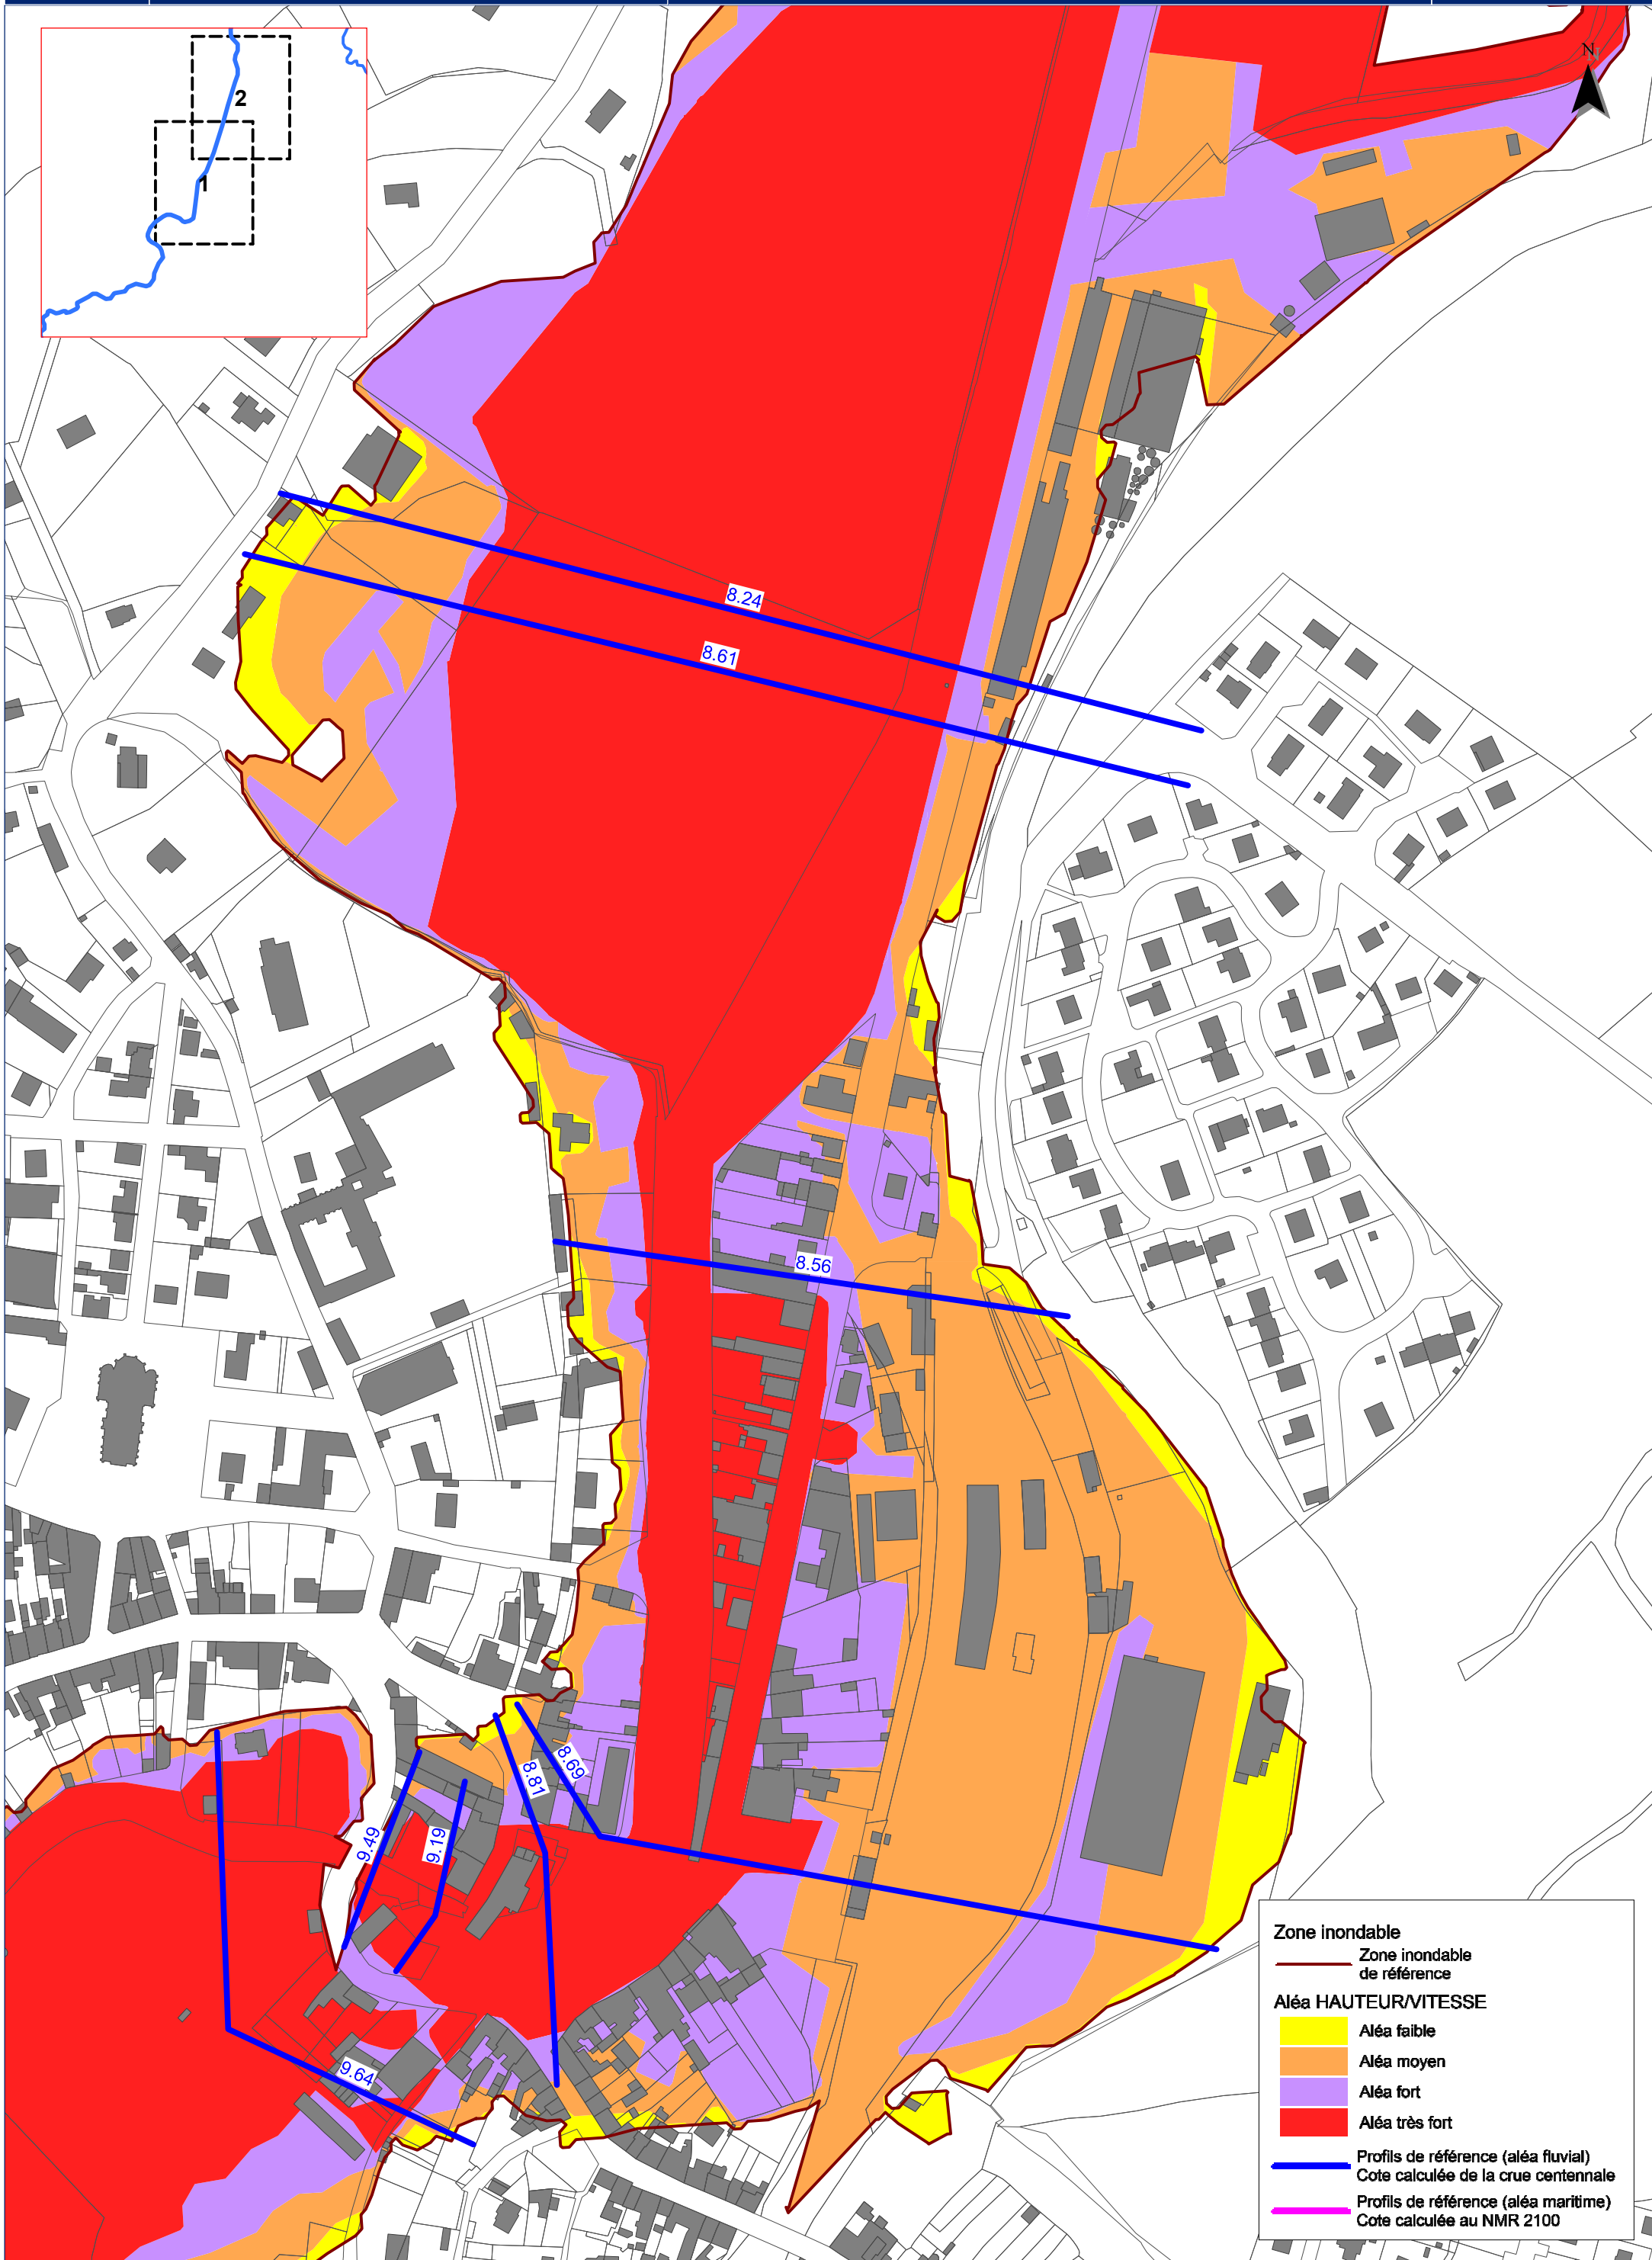 2
1
N
8.24
8.61
8.56
8.69
8.81
9.19
9.49
9.64
Zone inondable
Zone inondable
de référence
Aléa HAUTEUR/VITESSE
Aléa faible
Aléa moyen
Aléa fort
Aléa très fort
Profils de référence (aléa fluvial)
Cote calculée de la crue centennale
Profils de référence (aléa maritime)
Cote calculée au NMR 2100